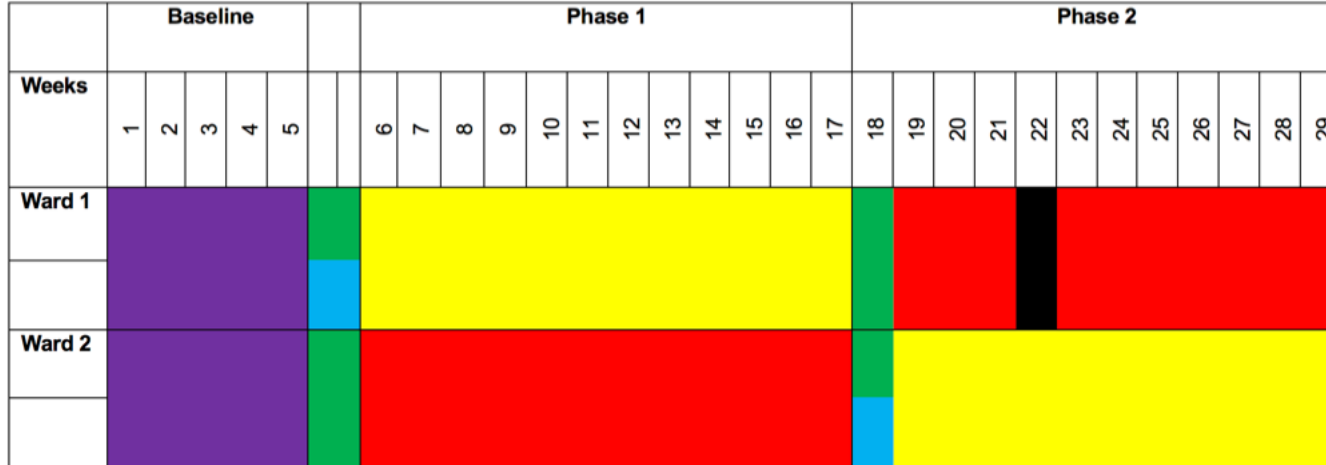 Baseline Phase 1 Phase 2
Weeks 1 2 3 4 5 6 7 8 9 10 11 12 13 14 15 16 17 18 19 20 21 22 23 24 25 26 27 28 29
Ward 1
Ward 2